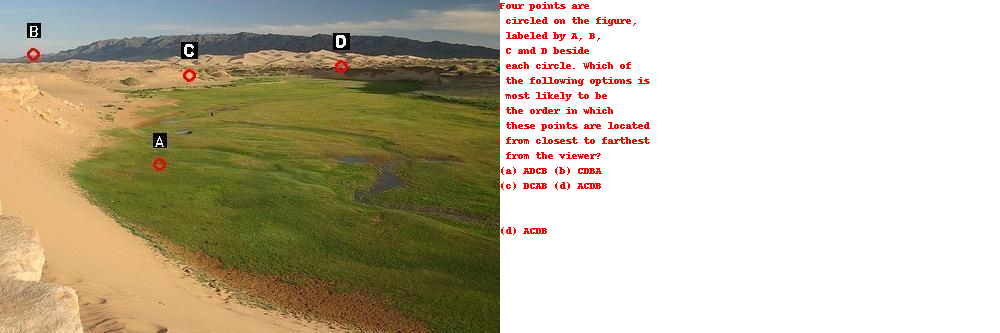 B
C
D
A
Four points are
circled on the figure,
labeled by A, B,
C and D beside
each circle. Which of
the following options is
most likely to be
the order in which
these points are located
from closest to farthest
from the viewer?
(a) ADCB (b) CDBA
(c) DCAB (d) ACDB
(d) ACDB